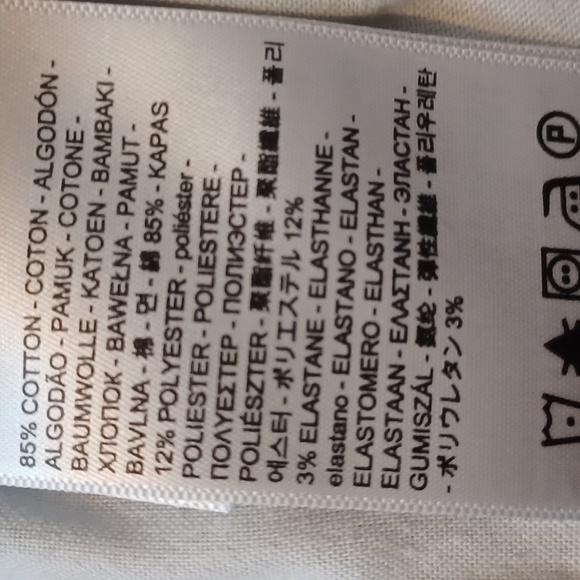 85% COTTON - COTON - ALGODÓN -
ALGODÃO - PAMUK - COTONE -
BAUMWOLLE - KATOEN - BAMBAKI -
ΧΛΟΠΟΚ - BAWEŁNA - PAMUT -
BAVLNA - 棉 - 면 - 綿 85% - KAPAS
12% POLYESTER - poliéster -
POLIESTER - POLIESTERE -
ΠΟΛΥΕΣΤΕΡ - ПОЛИЭСТЕР -
POLIÉSZTER - 聚酯纤维 - 聚酯纖維 - 폴리
에스터 - ポリエステル 12%
3% ELASTANE - ELASTHANNE -
elastano - ELASTANO - ELASTAN -
ELASTOMERO - ELASTHAN -
ELASTAAN - ΕΛΑΣΤΑΝΗ - ЭЛАСТАН -
GUMISZÁL - 氨纶 - 彈性纖維 - 폴리우레탄
- ポリウレタン 3%
P